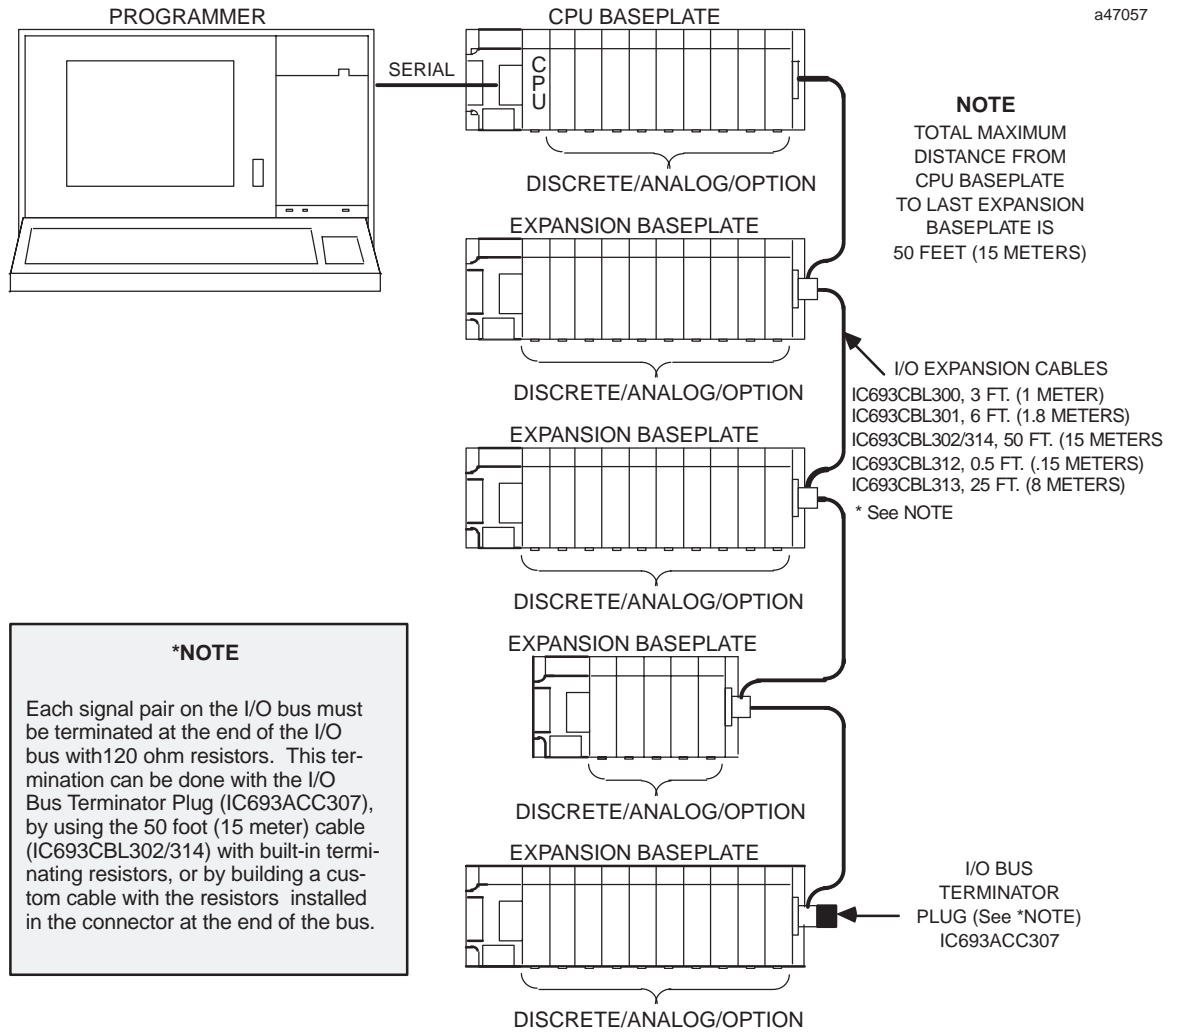 PROGRAMMER
CPU BASEPLATE
a47057
SERIAL
C
P
U
DISCRETE/ANALOG/OPTION
NOTE
TOTAL MAXIMUM
DISTANCE FROM
CPU BASEPLATE
TO LAST EXPANSION
BASEPLATE IS
50 FEET (15 METERS)
EXPANSION BASEPLATE
DISCRETE/ANALOG/OPTION
I/O EXPANSION CABLES
IC693CBL300, 3 FT. (1 METER)
IC693CBL301, 6 FT. (1.8 METERS)
IC693CBL302/314, 50 FT. (15 METERS
IC693CBL312, 0.5 FT. (.15 METERS)
IC693CBL313, 25 FT. (8 METERS)
* See NOTE
EXPANSION BASEPLATE
DISCRETE/ANALOG/OPTION
EXPANSION BASEPLATE
DISCRETE/ANALOG/OPTION
*NOTE
Each signal pair on the I/O bus must
be terminated at the end of the I/O
bus with120 ohm resistors.  This ter-
mination can be done with the I/O
Bus Terminator Plug (IC693ACC307),
by using the 50 foot (15 meter) cable
(IC693CBL302/314) with built-in termi-
nating resistors, or by building a cus-
tom cable with the resistors  installed
in the connector at the end of the bus.
EXPANSION BASEPLATE
I/O BUS
TERMINATOR
PLUG (See *NOTE)
IC693ACC307
DISCRETE/ANALOG/OPTION